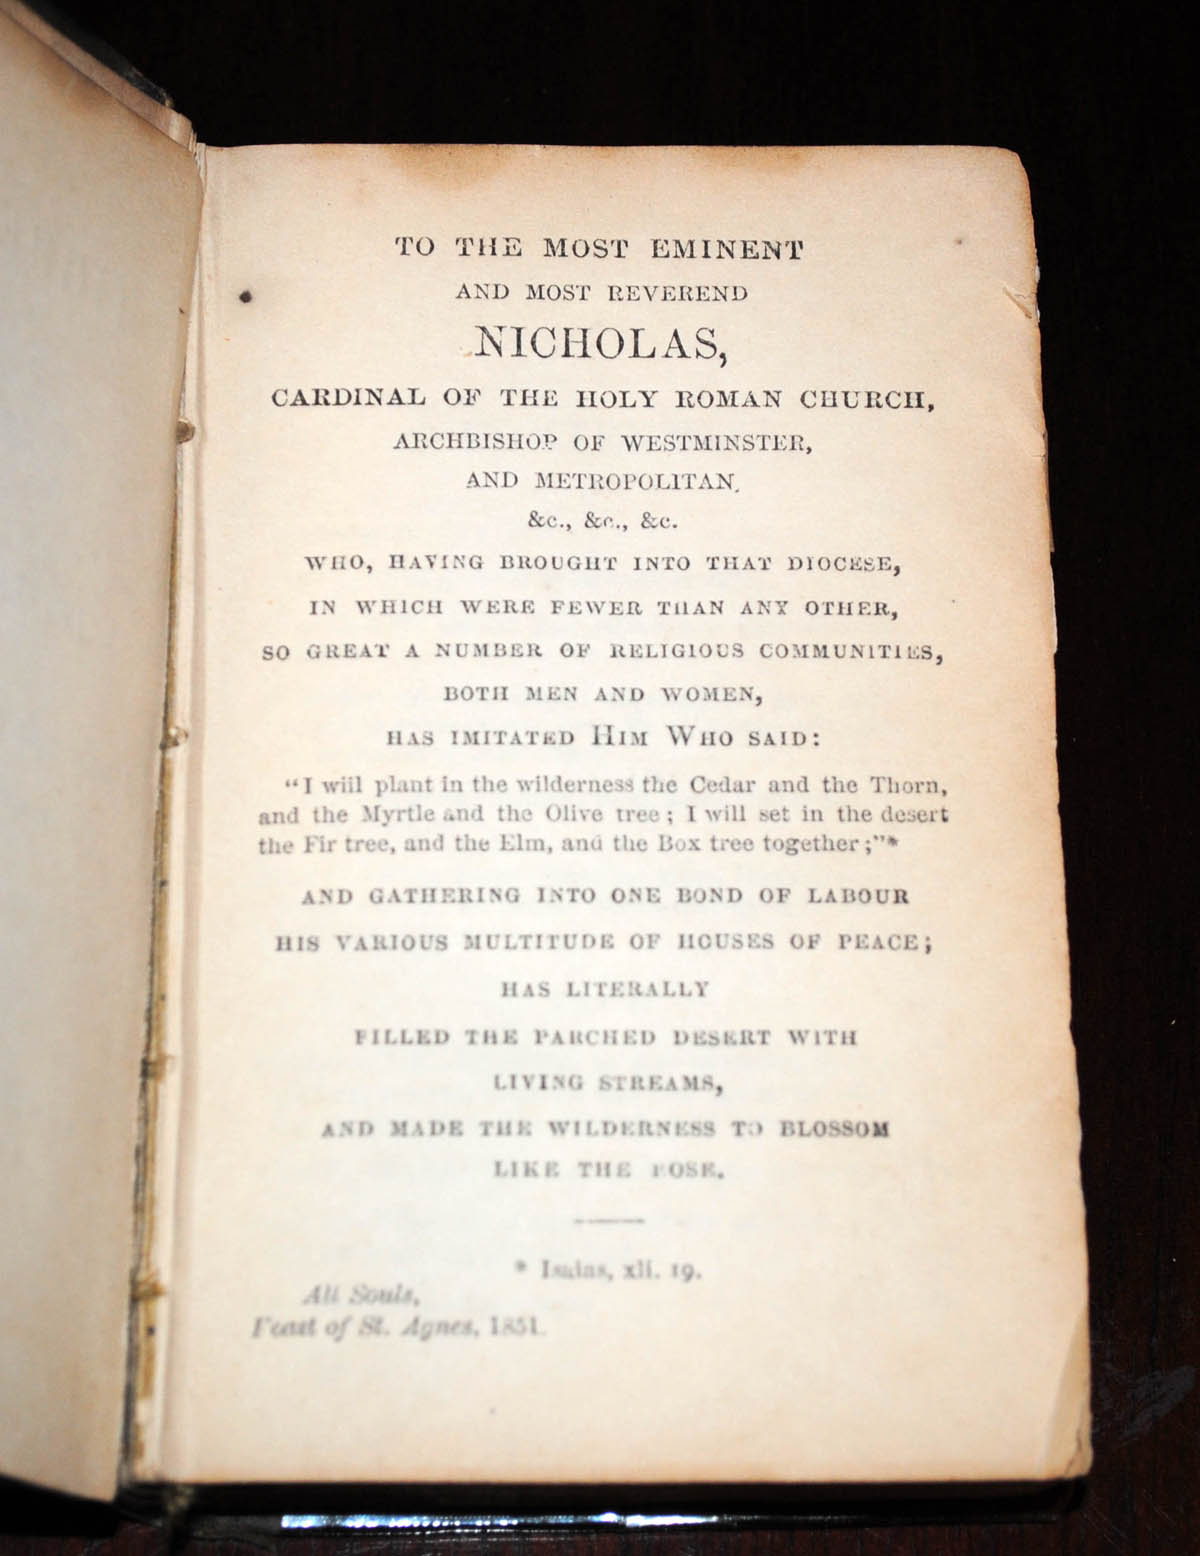 TO THE MOST EMINENT
AND MOST REVEREND
NICHOLAS,
CARDINAL OF THE HOLY ROMAN CHURCH,
ARCHBISHOP OF WESTMINSTER,
AND METROPOLITAN,
&c., &c., &c.
WHO, HAVING BROUGHT INTO THAT DIOCESE,
IN WHICH WERE FEWER THAN ANY OTHER,
SO GREAT A NUMBER OF RELIGIOUS COMMUNITIES,
BOTH MEN AND WOMEN,
HAS IMITATED HIM WHO SAID:
"I will plant in the wilderness the Cedar and the Thorn,
and the Myrtle and the Olive tree; I will set in the desert
the Fir tree, and the Elm, and the Box tree together;"*
AND GATHERING INTO ONE BOND OF LABOUR
HIS VARIOUS MULTITUDE OF HOUSES OF PEACE;
HAS LITERALLY
FILLED THE PARCHED DESERT WITH
LIVING STREAMS,
AND MADE THE WILDERNESS TO BLOSSOM
LIKE THE ROSE.
* Isaias, xli. 19.
All Souls,
Feast of St. Agnes, 1851.